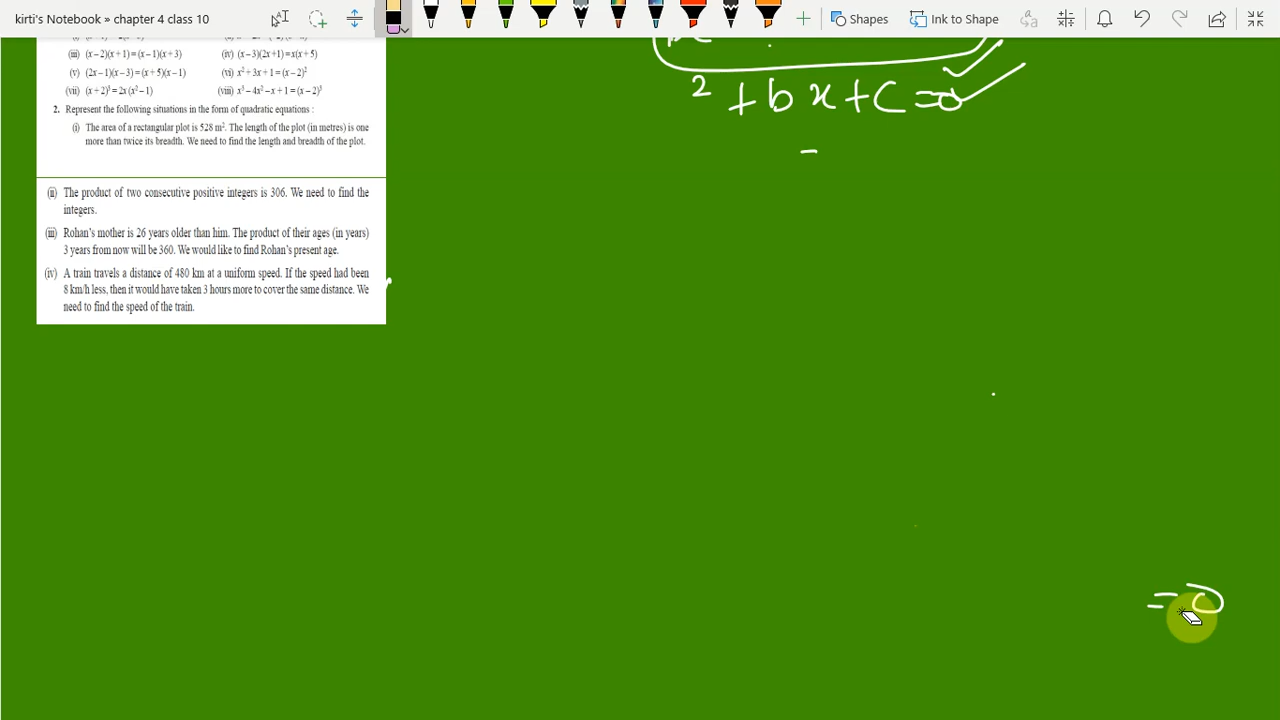 kirti's Notebook » chapter 4 class 10
Shapes
Ink to Shape
(iii) (x−2)(x+1)=(x−1)(x+3) (iv) (x−3)(2x+1)=x(x+5)
(v) (2x−1)(x−3)=(x+5)(x−1) (vi) x²+3x+1=(x−2)²
(vii) (x+2)³=2x(x²−1) (viii) x³−4x²−x+1=(x−2)³
2. Represent the following situations in the form of quadratic equations :
(i) The area of a rectangular plot is 528 m². The length of the plot (in metres) is one
more than twice its breadth. We need to find the length and breadth of the plot.
(ii) The product of two consecutive positive integers is 306. We need to find the
integers.
(iii) Rohan's mother is 26 years older than him. The product of their ages (in years)
3 years from now will be 360. We would like to find Rohan's present age.
(iv) A train travels a distance of 480 km at a uniform speed. If the speed had been
8 km/h less, then it would have taken 3 hours more to cover the same distance. We
need to find the speed of the train.
² +bx+c=0
=0